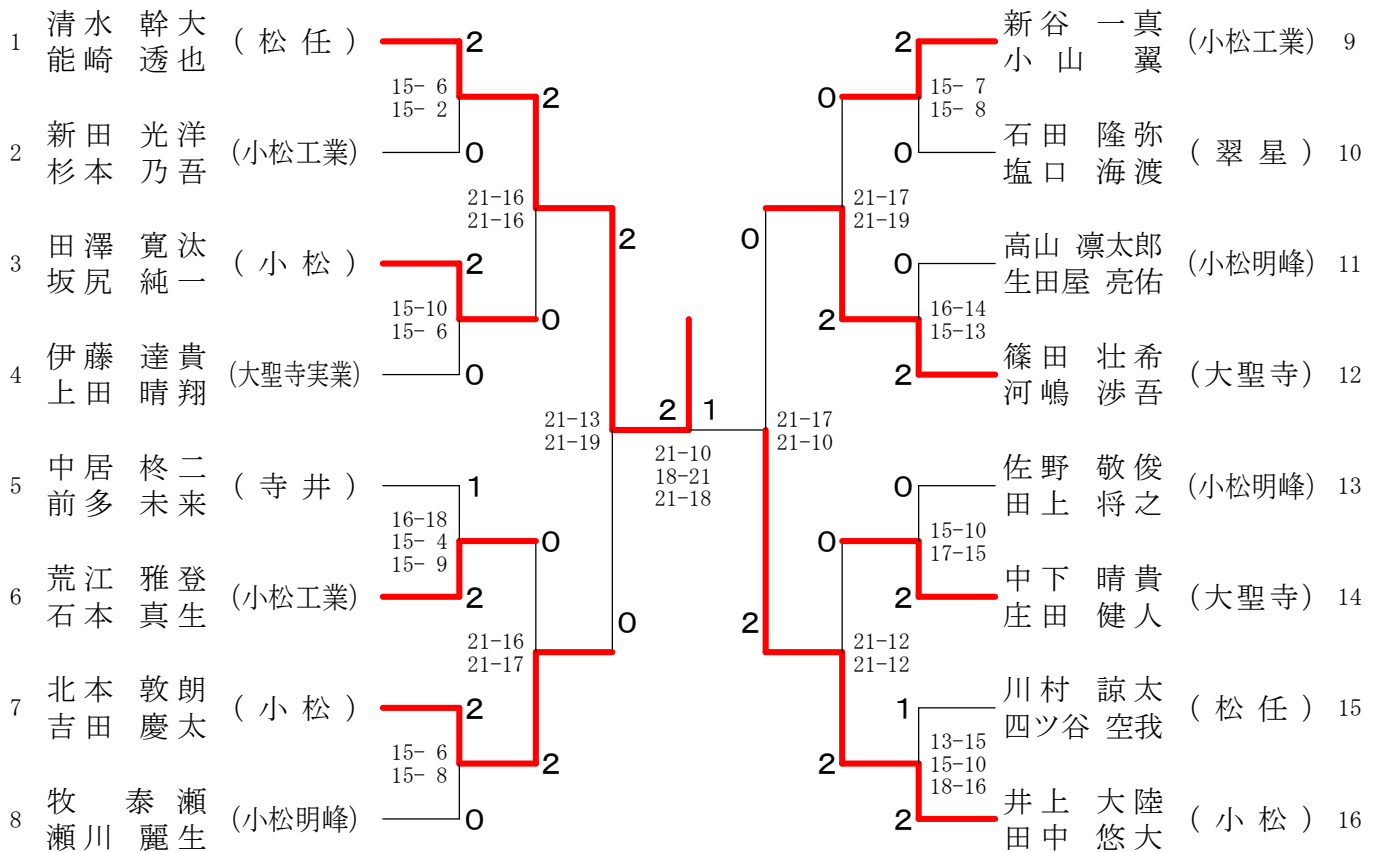 1 清水 幹大 (松任) 2
能崎 透也
15- 6
15- 2
2
2 新田 光洋 (小松工業) 0
杉本 乃吾
21-16
21-16
2
3 田澤 寛汰 (小松) 2
坂尻 純一
15-10
15- 6
0
4 伊藤 達貴 (大聖寺実業) 0
上田 晴翔
21-13
21-19
2
5 中居 柊二 (寺井) 1
前多 未来
16-18
15- 4
15- 9
0
6 荒江 雅登 (小松工業) 2
石本 真生
21-16
21-17
0
7 北本 敦朗 (小松) 2
吉田 慶太
15- 6
15- 8
2
8 牧 泰瀬 (小松明峰) 0
瀬川 麗生
1
21-10
18-21
21-18
2 新谷 一真 (小松工業) 9
小山 翼
15- 7
15- 8
0
0 石田 隆弥 (翠星) 10
塩口 海渡
21-17
21-19
0
0 高山 凛太郎 (小松明峰) 11
生田屋 亮佑
16-14
15-13
2
2 篠田 壮希 (大聖寺) 12
河嶋 渉吾
21-17
21-10
0 佐野 敬俊 (小松明峰) 13
田上 将之
15-10
17-15
0
2 中下 晴貴 (大聖寺) 14
庄田 健人
21-12
21-12
2
1 川村 諒太 (松任) 15
四ツ谷 空我
13-15
15-10
18-16
2
2 井上 大陸 (小松) 16
田中 悠大